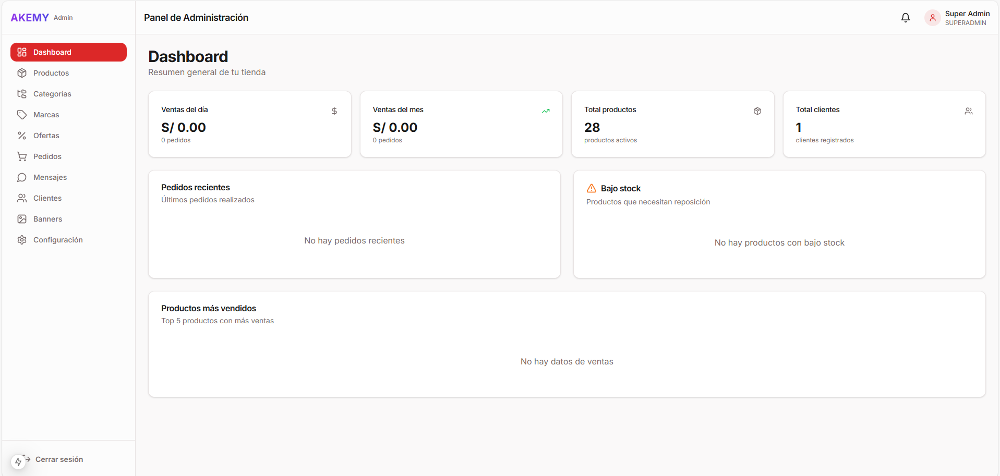 AKEMY Admin
Panel de Administración
Super Admin
SUPERADMIN
Dashboard
Productos
Categorías
Marcas
Ofertas
Pedidos
Mensajes
Clientes
Banners
Configuración
Cerrar sesión
Dashboard
Resumen general de tu tienda
Ventas del día
S/ 0.00
0 pedidos
Ventas del mes
S/ 0.00
0 pedidos
Total productos
28
productos activos
Total clientes
1
clientes registrados
Pedidos recientes
Últimos pedidos realizados
No hay pedidos recientes
Bajo stock
Productos que necesitan reposición
No hay productos con bajo stock
Productos más vendidos
Top 5 productos con más ventas
No hay datos de ventas